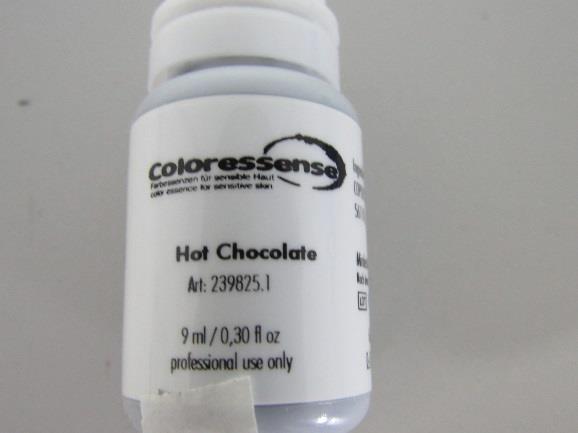 Coloressense
Farbessenzen für sensible Haut
color essence for sensitive skin
Hot Chocolate
Art: 239825.1
9 ml / 0,30 fl oz
professional use only